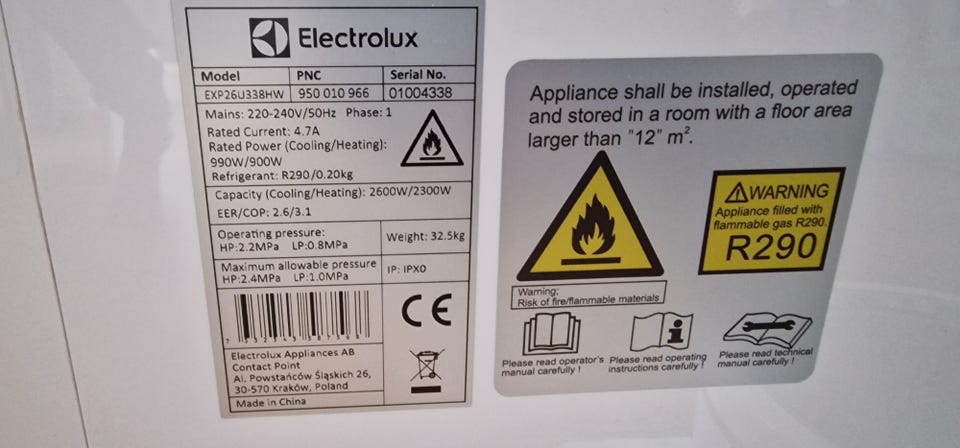 Electrolux
Model PNC Serial No.
EXP26U338HW 950 010 966 01004338
Mains: 220-240V/50Hz Phase: 1
Rated Current: 4.7A
Rated Power (Cooling/Heating):
990W/900W
Refrigerant: R290/0.20kg
Capacity (Cooling/Heating): 2600W/2300W
EER/COP: 2.6/3.1
Operating pressure:
HP:2.2MPa LP:0.8MPa
Weight: 32.5kg
Maximum allowable pressure
HP:2.4MPa LP:1.0MPa
IP: IPX0
CE
Electrolux Appliances AB
Contact Point
Al. Powstańców Śląskich 26,
30-570 Kraków, Poland
Made in China
Appliance shall be installed, operated
and stored in a room with a floor area
larger than "12" m².
WARNING
Appliance filled with
flammable gas R290.
R290
Warning;
Risk of fire/flammable materials
Please read operator's
manual carefully !
Please read operating
instructions carefully !
Please read technical
manual carefully !